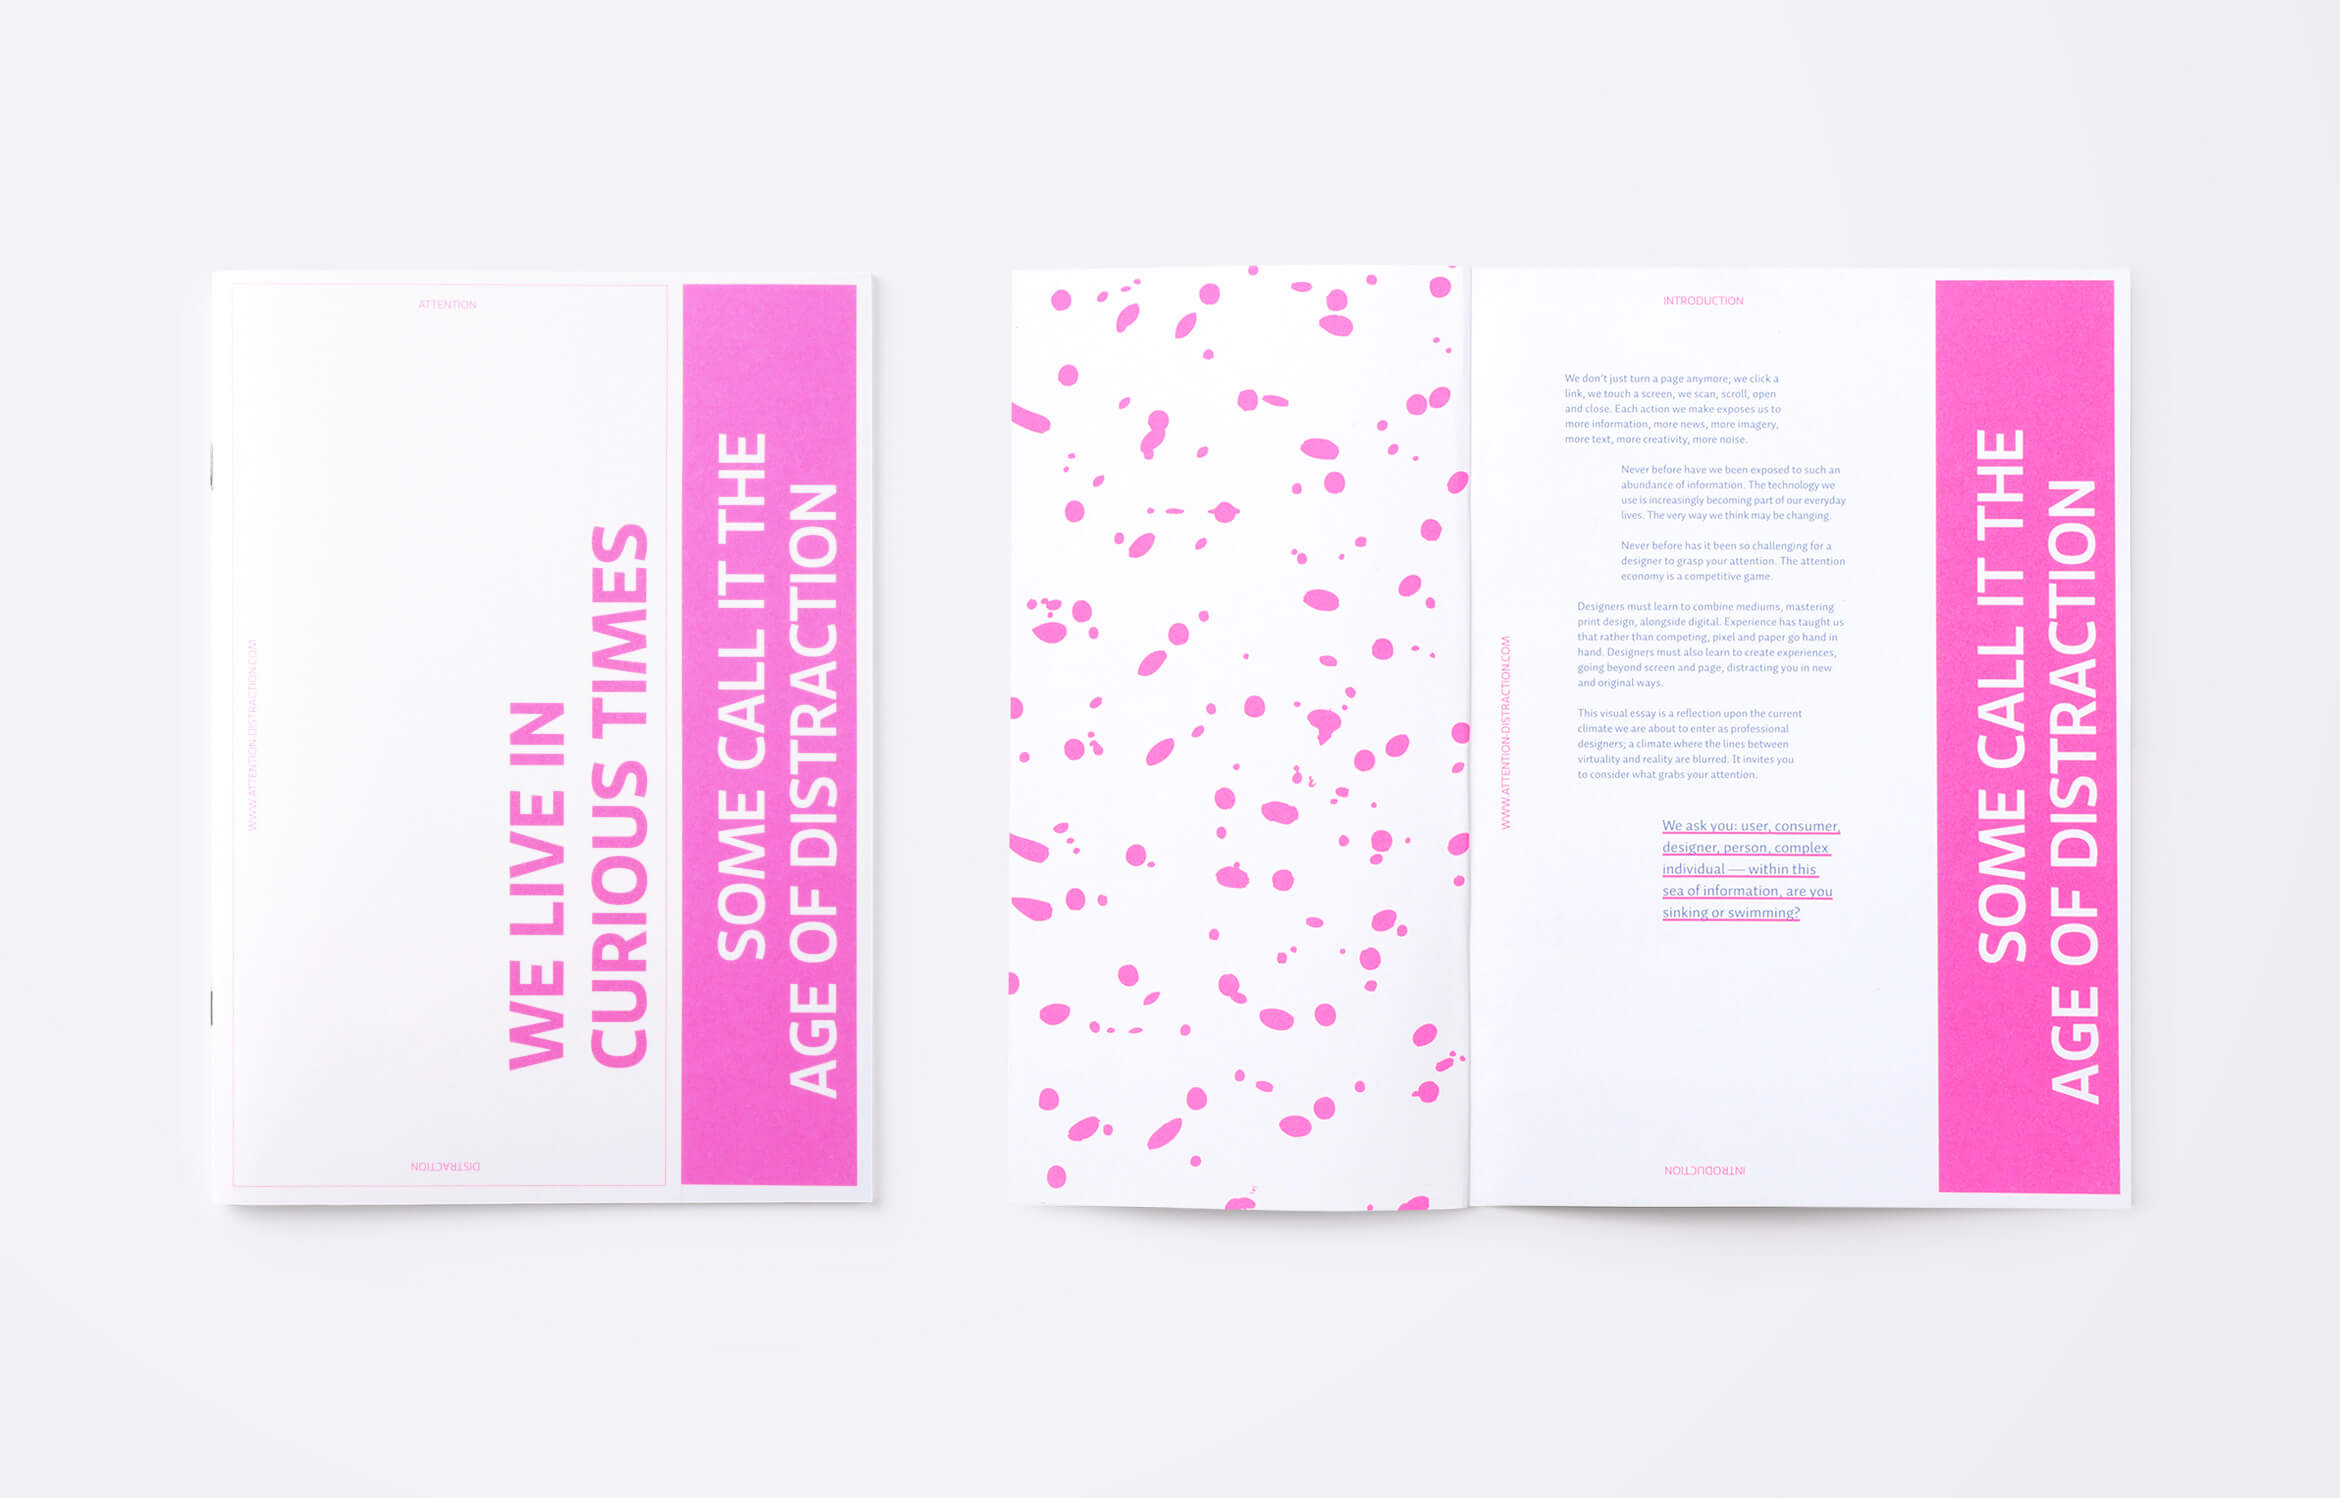 ATTENTION
WWW.ATTENTION-DISTRACTION.COM
WE LIVE IN
CURIOUS TIMES
SOME CALL IT THE
AGE OF DISTRACTION
DISTRACTION
INTRODUCTION
WWW.ATTENTION-DISTRACTION.COM
We don't just turn a page anymore; we click a
link, we touch a screen, we scan, scroll, open
and close. Each action we make exposes us to
more information, more news, more imagery,
more text, more creativity, more noise.
Never before have we been exposed to such an
abundance of information. The technology we
use is increasingly becoming part of our everyday
lives. The very way we think may be changing.
Never before has it been so challenging for a
designer to grasp your attention. The attention
economy is a competitive game.
Designers must learn to combine mediums, mastering
print design, alongside digital. Experience has taught us
that rather than competing, pixel and paper go hand in
hand. Designers must also learn to create experiences,
going beyond screen and page, distracting you in new
and original ways.
This visual essay is a reflection upon the current
climate we are about to enter as professional
designers; a climate where the lines between
virtuality and reality are blurred. It invites you
to consider what grabs your attention.
We ask you: user, consumer,
designer, person, complex
individual — within this
sea of information, are you
sinking or swimming?
INTRODUCTION
SOME CALL IT THE
AGE OF DISTRACTION